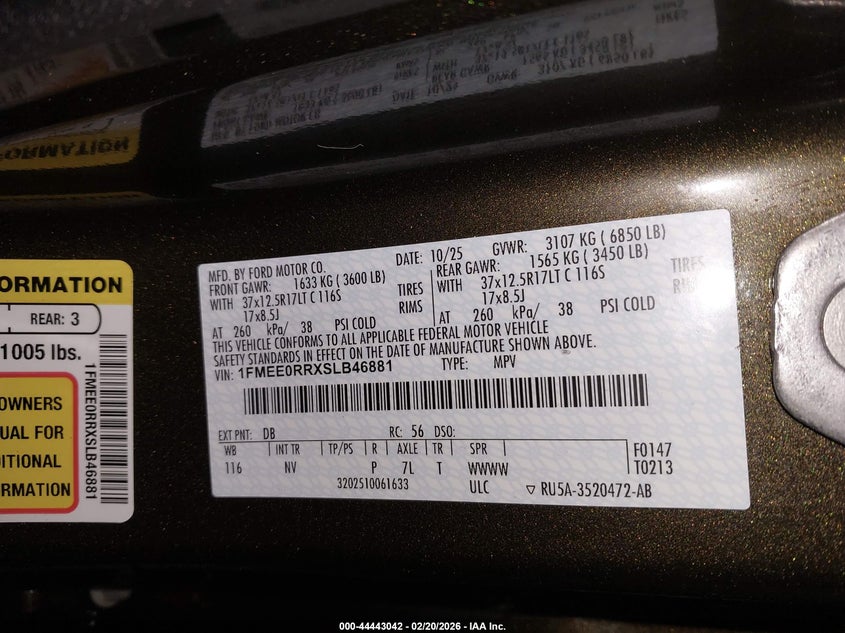 MFD. BY FORD MOTOR CO.
DATE: 10/25
GVWR: 3107 KG ( 6850 LB)
FRONT GAWR: 1633 KG ( 3600 LB)
REAR GAWR: 1565 KG ( 3450 LB)
WITH 37x12.5R17LT C 116S TIRES
WITH 37x12.5R17LT C 116S TIRES
17x8.5J RIMS
17x8.5J RIMS
AT 260 kPa/ 38 PSI COLD
AT 260 kPa/ 38 PSI COLD
THIS VEHICLE CONFORMS TO ALL APPLICABLE FEDERAL MOTOR VEHICLE
SAFETY STANDARDS IN EFFECT ON THE DATE OF MANUFACTURE SHOWN ABOVE.
VIN: 1FMEE0RRXSLB46881 TYPE: MPV
EXT PNT: DB RC: 56 DSO:
WB INT TR TP/PS R AXLE TR SPR F0147
116 NV P 7L T WWWW T0213
3202510061633 ULC RU5A-3520472-AB
ORMATION
REAR: 3
1005 lbs.
OWNERS
UAL FOR
DITIONAL
ORMATION
1FMEE0RRXSLB46881
000-44443042 — 02/20/2026 — IAA Inc.